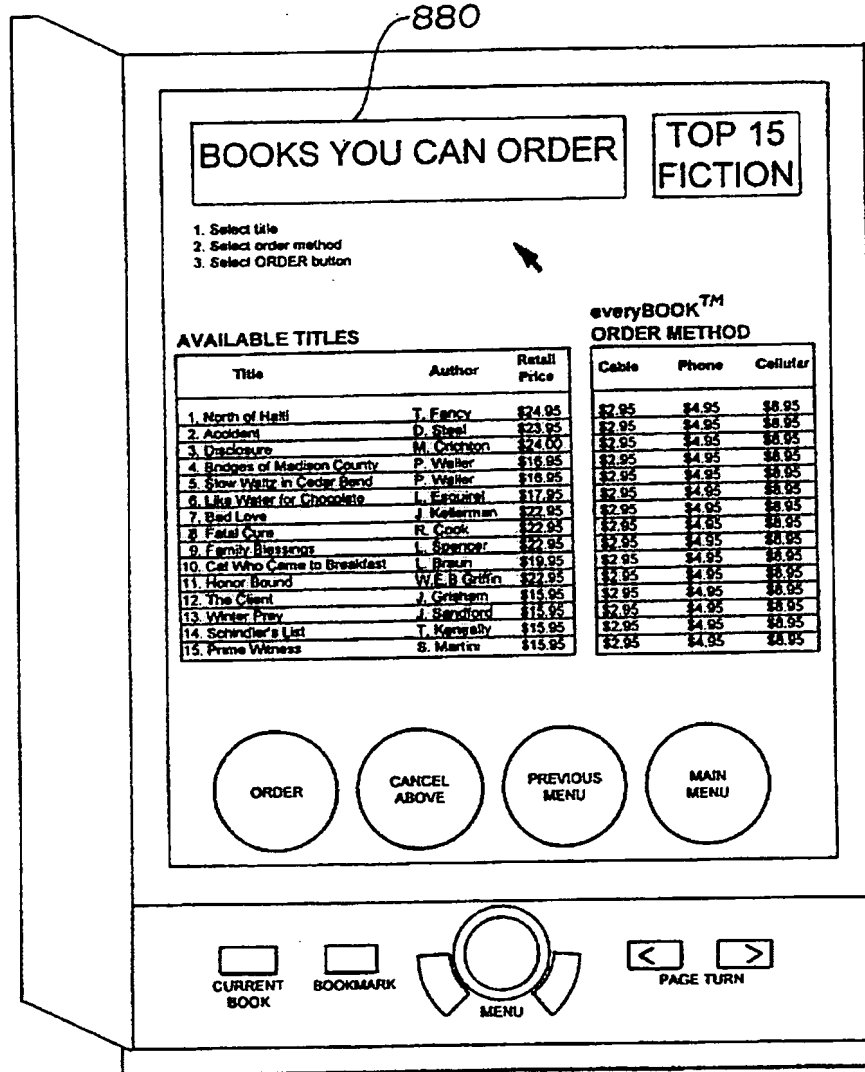 880
BOOKS YOU CAN ORDER
TOP 15
FICTION
1. Select title
2. Select order method
3. Select ORDER button
AVAILABLE TITLES
everyBOOK™
ORDER METHOD
Title Author Retail Price
Cable Phone Cellular
1. North of Haiti T. Fancy $24.95 $2.95 $4.95 $8.95
2. Accident D. Steel $23.95 $2.95 $4.95 $8.95
3. Disclosure M. Crichton $24.00 $2.95 $4.95 $8.95
4. Bridges of Madison County P. Waller $16.95 $2.95 $4.95 $8.95
5. Slow Waltz in Cedar Bend P. Waller $16.95 $2.95 $4.95 $8.95
6. Like Water for Chocolate L. Esquirel $17.95 $2.95 $4.95 $8.95
7. Bad Love J. Kellerman $22.95 $2.95 $4.95 $8.95
8. Fatal Cure R. Cook $22.95 $2.95 $4.95 $8.95
9. Family Blessings L. Spencer $22.95 $2.95 $4.95 $8.95
10. Cat Who Came to Breakfast L. Braun $19.95 $2.95 $4.95 $8.95
11. Honor Bound W.E.B Griffin $22.95 $2.95 $4.95 $8.95
12. The Client J. Grisham $15.95 $2.95 $4.95 $8.95
13. Winter Prey J. Sandford $15.95 $2.95 $4.95 $8.95
14. Schindler's List T. Kengally $15.95 $2.95 $4.95 $8.95
15. Prime Witness S. Martini $15.95 $2.95 $4.95 $8.95
ORDER
CANCEL
ABOVE
PREVIOUS
MENU
MAIN
MENU
< >
CURRENT
BOOK
BOOKMARK
MENU
PAGE TURN